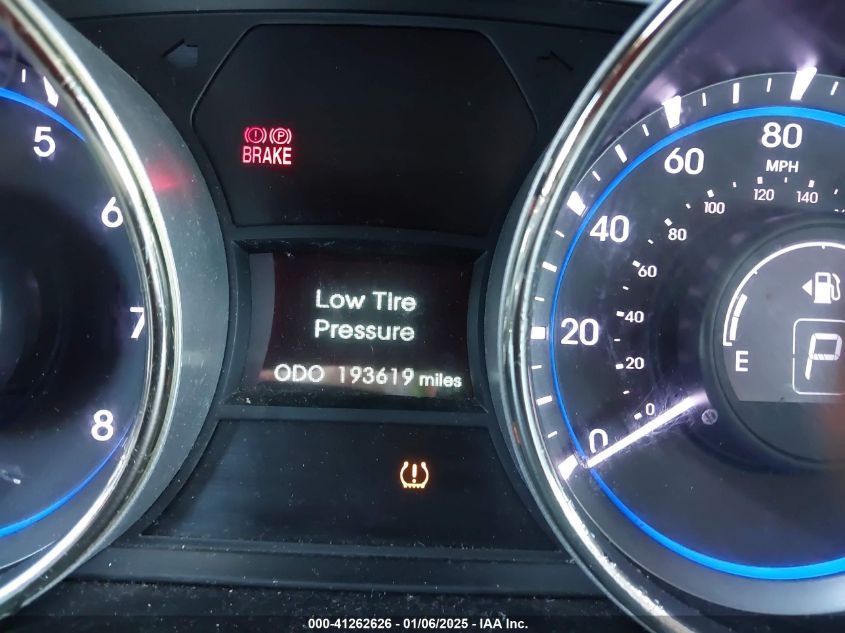 BRAKE
5
6
7
8
Low Tire
Pressure
ODO 193619 miles
0
20
40
60
80
MPH
0
20
40
60
80
100
120
140
E
P
000-41262626 - 01/06/2025 - IAA Inc.